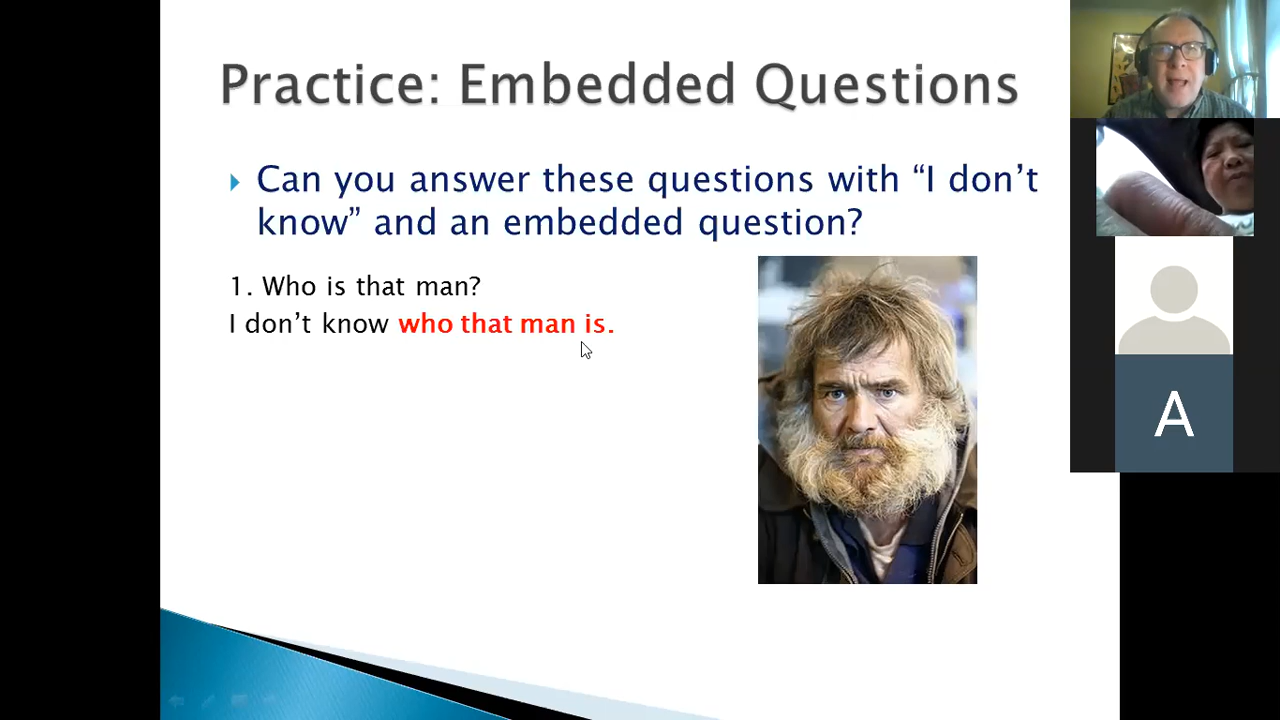 Practice: Embedded Questions
Can you answer these questions with “I don’t
know” and an embedded question?
1. Who is that man?
I don’t know who that man is.
A